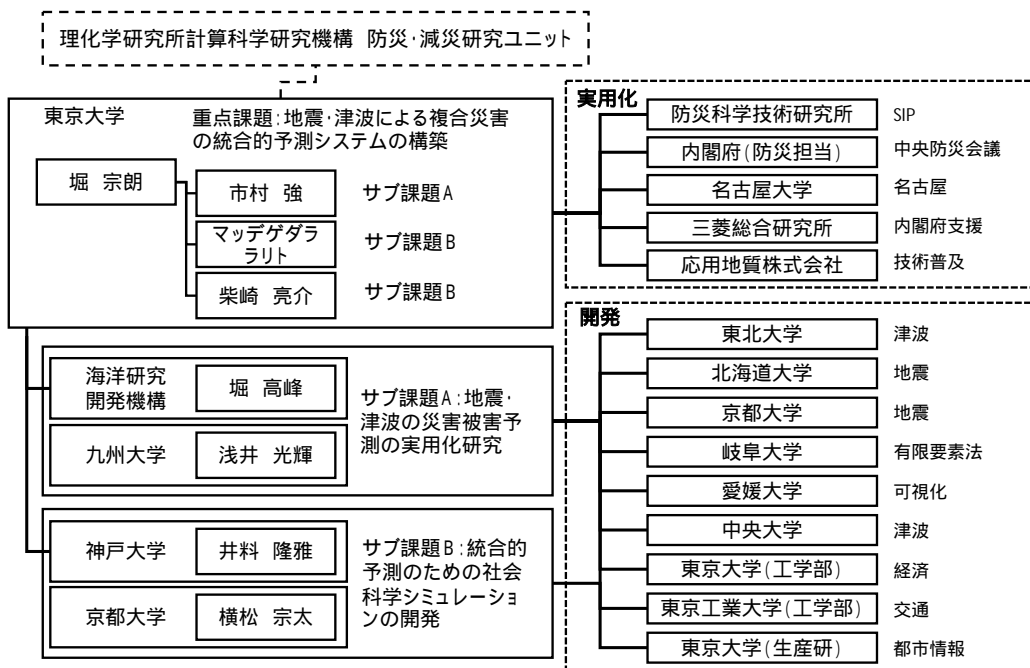 理化学研究所計算科学研究機構 防災・減災研究ユニット
東京大学
重点課題:地震・津波による複合災害
の統合的予測システムの構築
堀 宗朗
市村 強
サブ課題A
マッデゲダラ
ラリト
サブ課題B
柴崎 亮介
サブ課題B
海洋研究
開発機構
堀 高峰
九州大学
浅井 光輝
サブ課題A:地震・
津波の災害被害予
測の実用化研究
神戸大学
井料 隆雅
京都大学
横松 宗太
サブ課題B:統合的
予測のための社会
科学シミュレーショ
ンの開発
実用化
防災科学技術研究所
SIP
内閣府(防災担当)
中央防災会議
名古屋大学
名古屋
三菱総合研究所
内閣府支援
応用地質株式会社
技術普及
開発
東北大学
津波
北海道大学
地震
京都大学
地震
岐阜大学
有限要素法
愛媛大学
可視化
中央大学
津波
東京大学(工学部)
経済
東京工業大学(工学部)
交通
東京大学(生産研)
都市情報